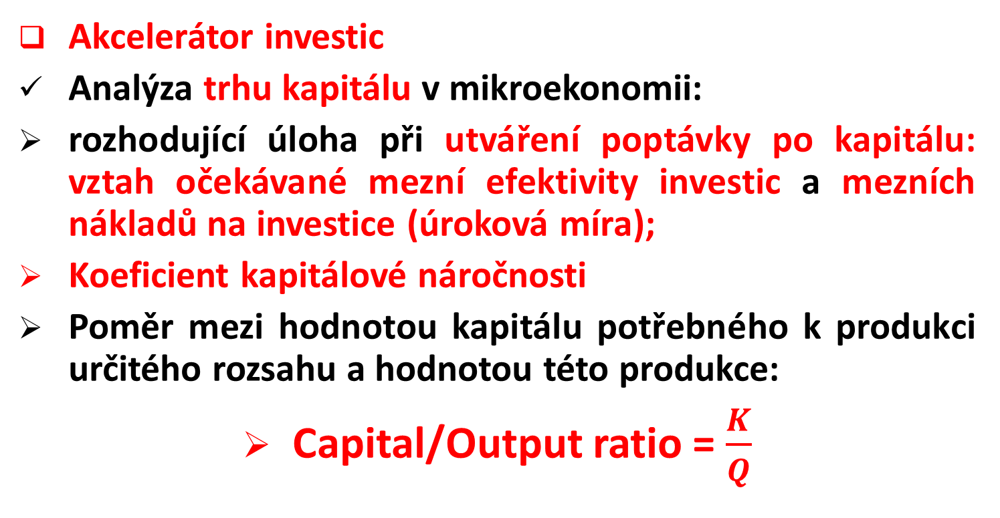 ❑ Akcelerátor investic
✓ Analýza trhu kapitálu v mikroekonomii:
➢ rozhodující úloha při utváření poptávky po kapitálu:
vztah očekávané mezní efektivity investic a mezních
nákladů na investice (úroková míra);
➢ Koeficient kapitálové náročnosti
➢ Poměr mezi hodnotou kapitálu potřebného k produkci
určitého rozsahu a hodnotou této produkce:
➢ Capital/Output ratio = K/Q